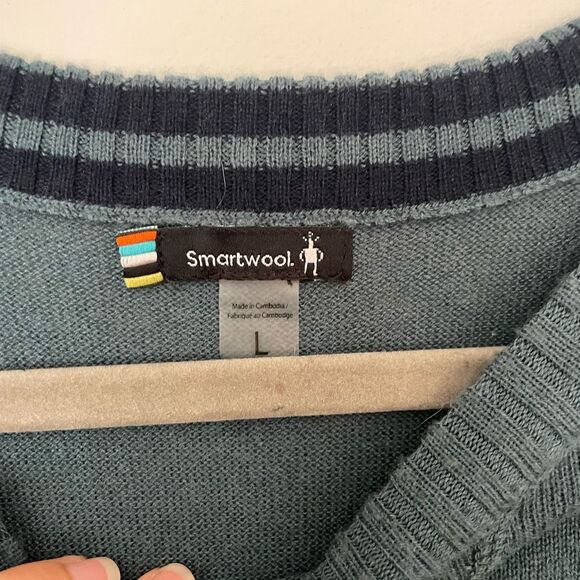 Smartwool.
Made in Cambodia /
Fabriqué au Cambodge
L